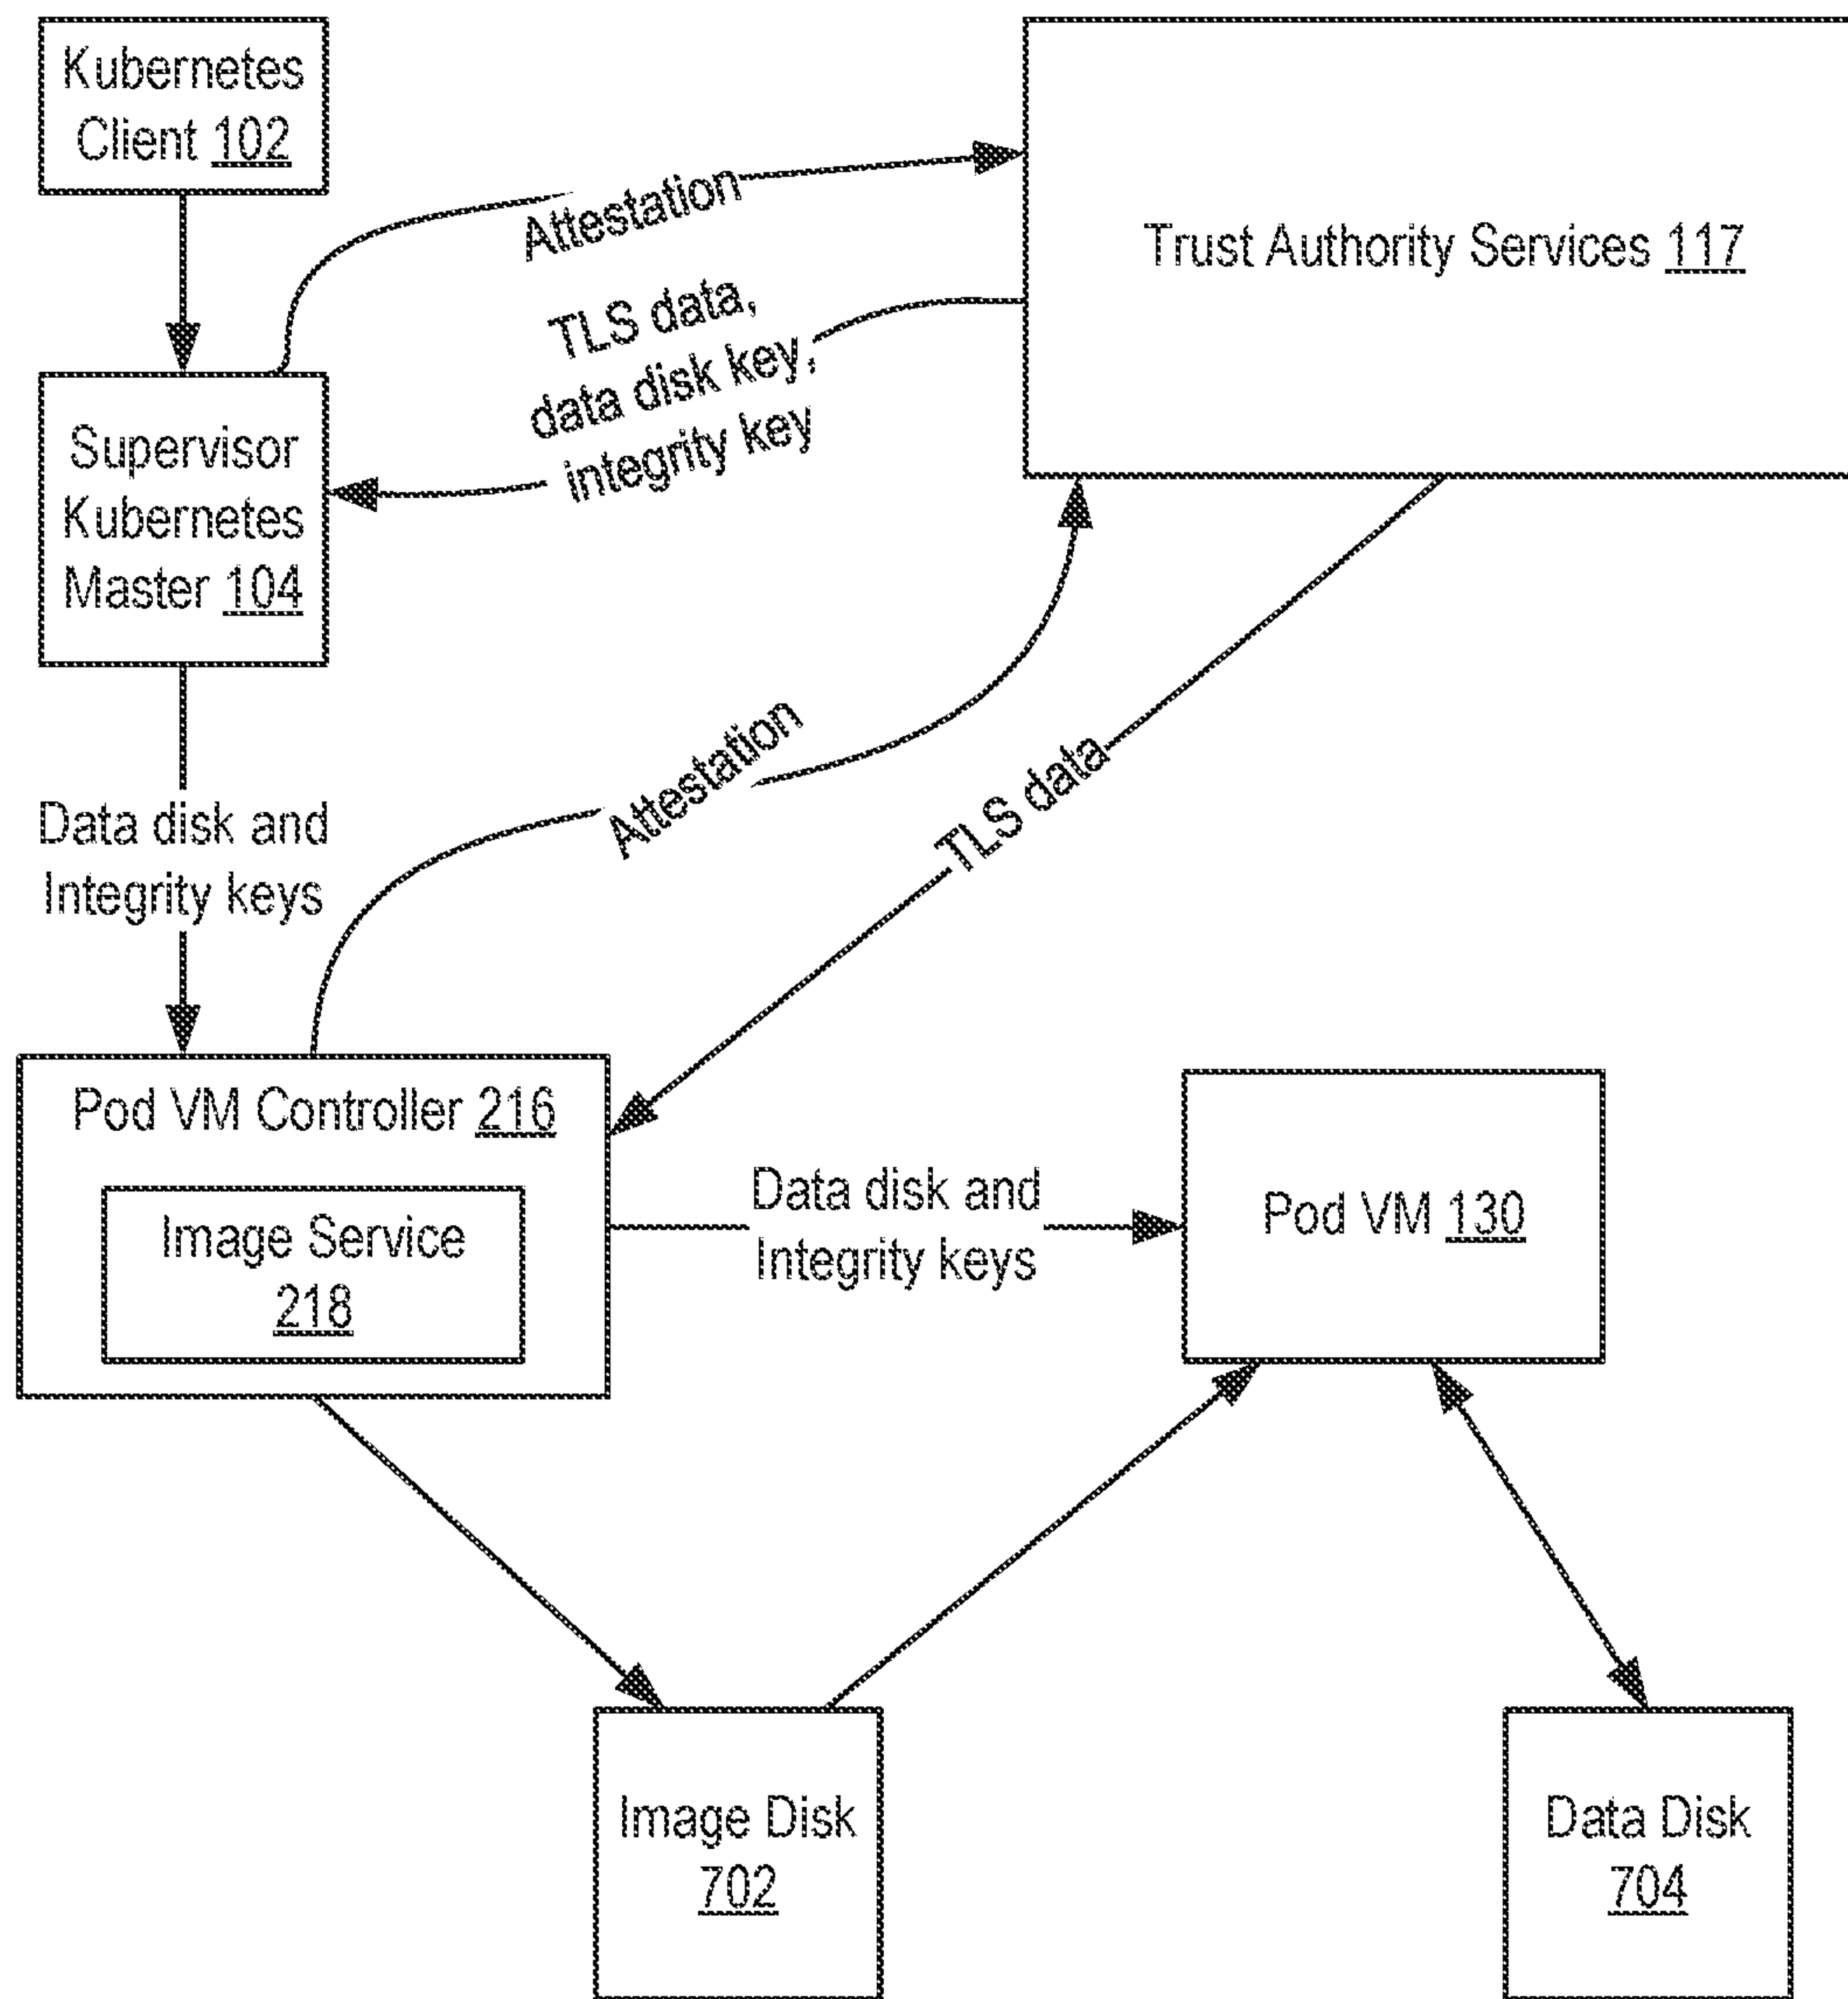 Kubernetes
Client 102
Trust Authority Services 117
Attestation
TLS data,
data disk key,
integrity key
Supervisor
Kubernetes
Master 104
Attestation
TLS data
Data disk and
Integrity keys
Pod VM Controller 216
Image Service
218
Data disk and
Integrity keys
Pod VM 130
Image Disk
702
Data Disk
704